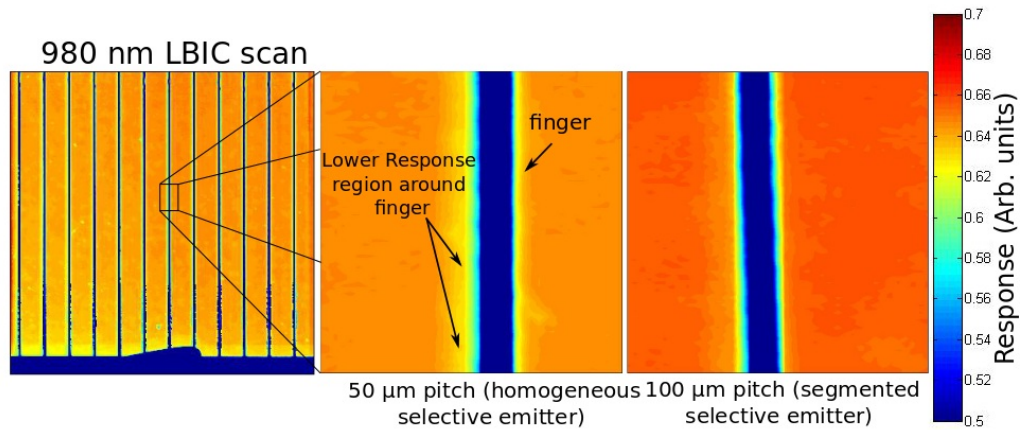 980 nm LBIC scan
finger
Lower Response
region around
finger
50 µm pitch (homogeneous
selective emitter)
100 µm pitch (segmented
selective emitter)
0.7
0.68
0.66
0.64
0.62
0.6
0.58
0.56
0.54
0.52
0.5
Response (Arb. units)